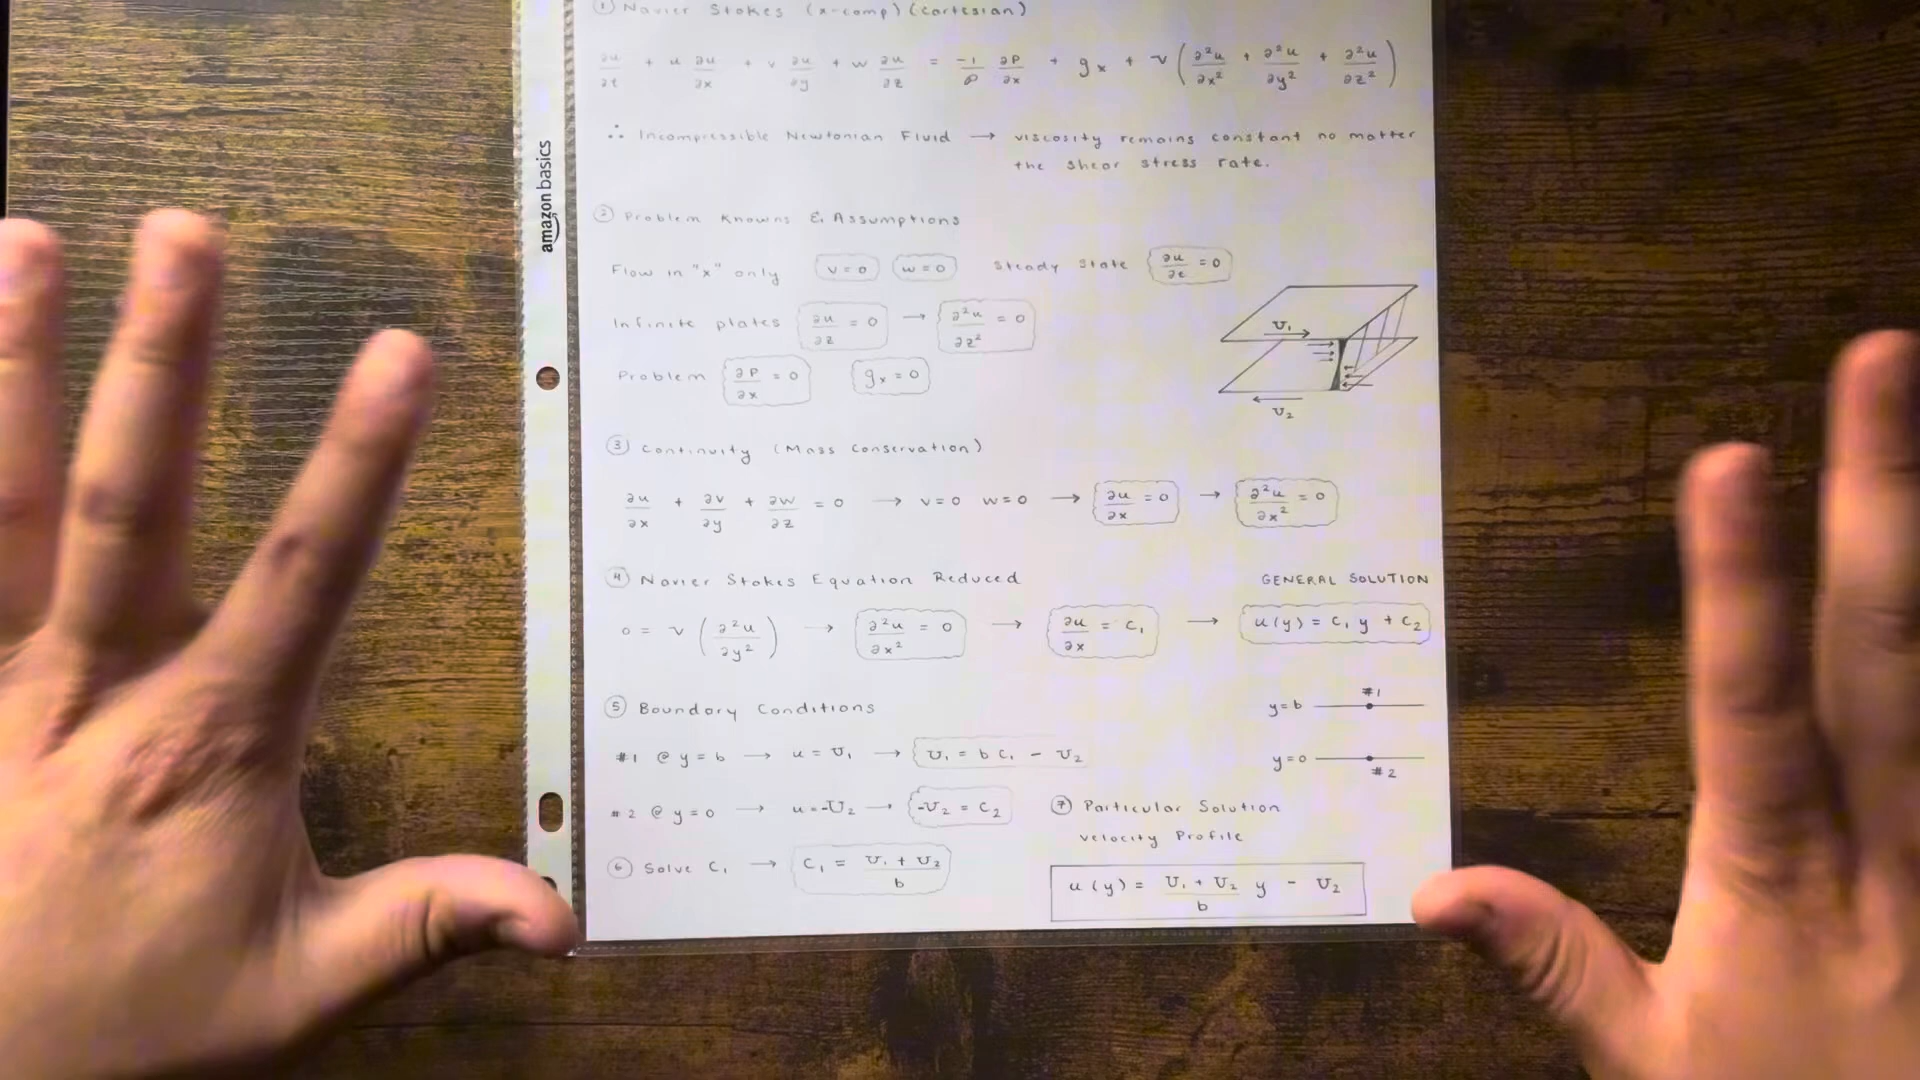 ① Navier Stokes (x-comp) (cartesian)
∂u/∂t + u ∂u/∂x + v ∂u/∂y + w ∂u/∂z = -1/ρ ∂P/∂x + gₓ + ν (∂²u/∂x² + ∂²u/∂y² + ∂²u/∂z²)
∴ Incompressible Newtonian Fluid → viscosity remains constant no matter
the shear stress rate.
amazon basics
② Problem Knowns & Assumptions
Flow in "x" only v=0 w=0 Steady State ∂u/∂t = 0
Infinite plates ∂u/∂z = 0 → ∂²u/∂z² = 0
U₁
Problem ∂P/∂x = 0 gₓ = 0
U₂
③ Continuity (Mass Conservation)
∂u/∂x + ∂v/∂y + ∂w/∂z = 0 → v=0 w=0 → ∂u/∂x = 0 → ∂²u/∂x² = 0
④ Navier Stokes Equation Reduced
GENERAL SOLUTION
0 = ν (∂²u/∂y²) → ∂²u/∂x² = 0 → ∂u/∂x = C₁ → u(y) = C₁ y + C₂
⑤ Boundary Conditions
#1
y=b
#1 @ y = b → u = U₁ → U₁ = b C₁ - U₂
y=0
#2
#2 @ y = 0 → u = -U₂ → -U₂ = C₂
⑥ Solve C₁ → C₁ = U₁ + U₂ / b
⑦ Particular Solution
Velocity Profile
u(y) = U₁ + U₂ / b y - U₂